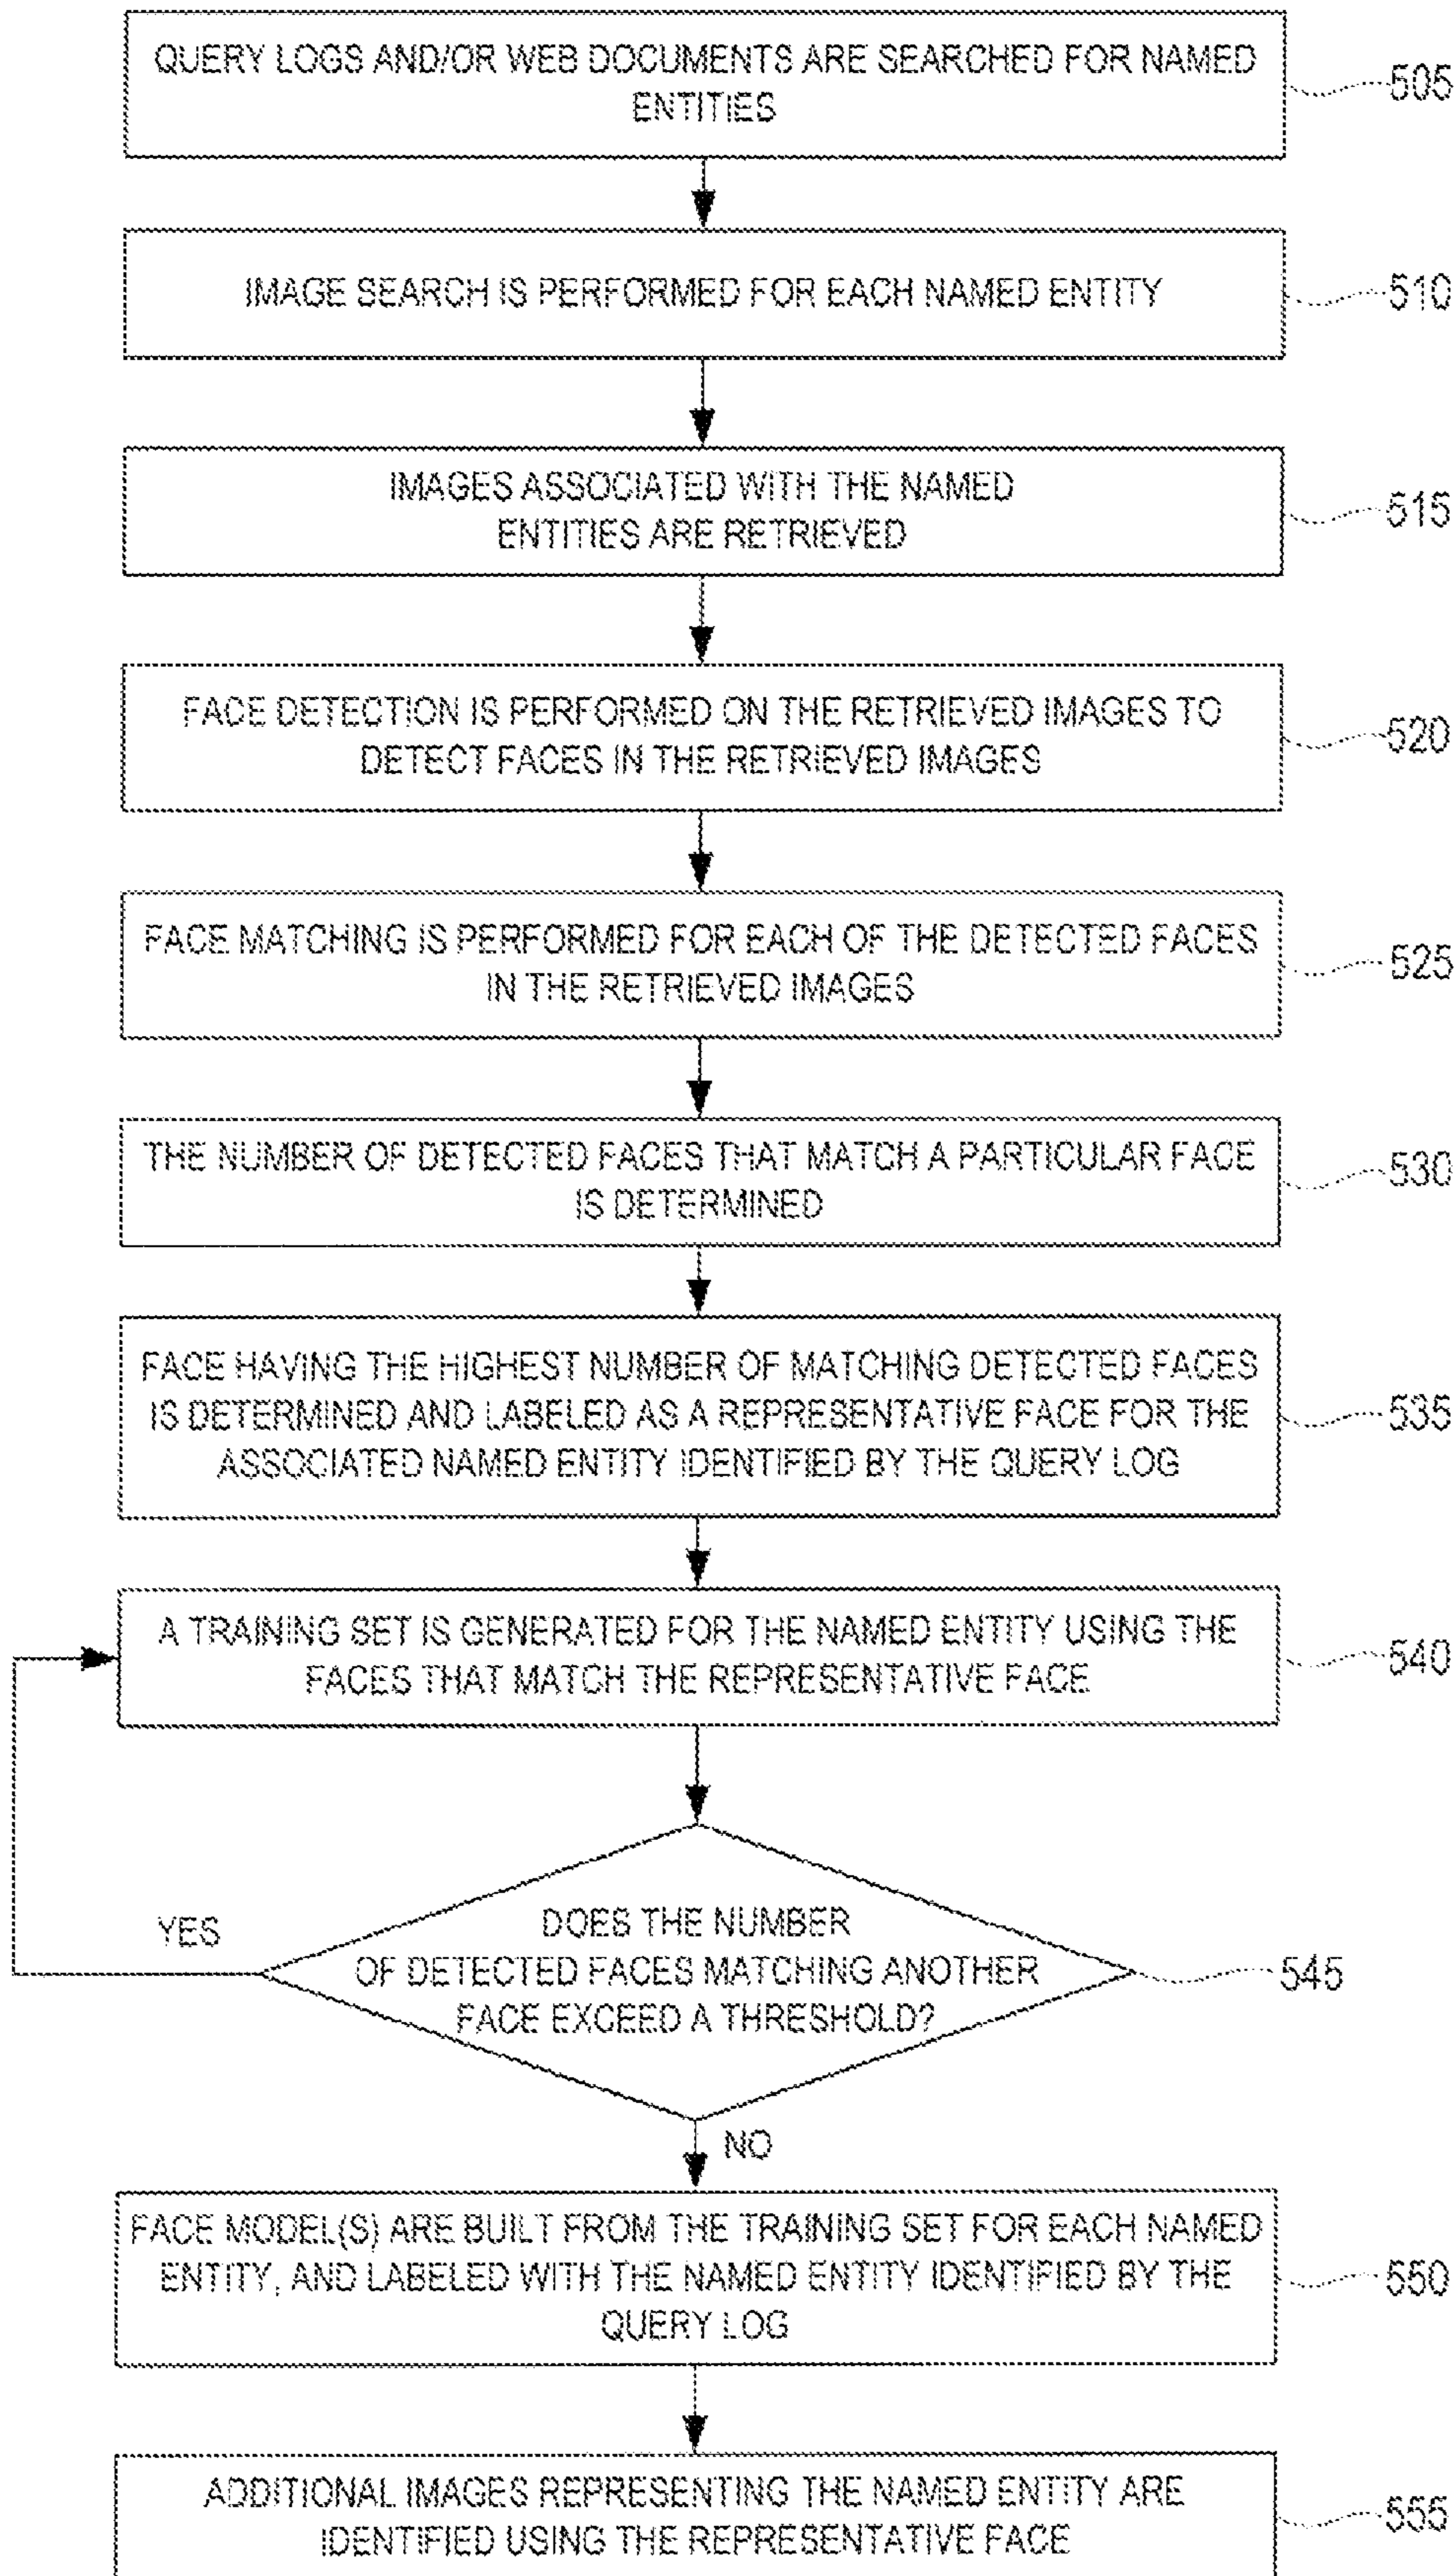 QUERY LOGS AND/OR WEB DOCUMENTS ARE SEARCHED FOR NAMED
ENTITIES
505
IMAGE SEARCH IS PERFORMED FOR EACH NAMED ENTITY
510
IMAGES ASSOCIATED WITH THE NAMED
ENTITIES ARE RETRIEVED
515
FACE DETECTION IS PERFORMED ON THE RETRIEVED IMAGES TO
DETECT FACES IN THE RETRIEVED IMAGES
520
FACE MATCHING IS PERFORMED FOR EACH OF THE DETECTED FACES
IN THE RETRIEVED IMAGES
525
THE NUMBER OF DETECTED FACES THAT MATCH A PARTICULAR FACE
IS DETERMINED
530
FACE HAVING THE HIGHEST NUMBER OF MATCHING DETECTED FACES
IS DETERMINED AND LABELED AS A REPRESENTATIVE FACE FOR THE
ASSOCIATED NAMED ENTITY IDENTIFIED BY THE QUERY LOG
535
A TRAINING SET IS GENERATED FOR THE NAMED ENTITY USING THE
FACES THAT MATCH THE REPRESENTATIVE FACE
540
YES
DOES THE NUMBER
OF DETECTED FACES MATCHING ANOTHER
FACE EXCEED A THRESHOLD?
545
NO
FACE MODEL(S) ARE BUILT FROM THE TRAINING SET FOR EACH NAMED
ENTITY, AND LABELED WITH THE NAMED ENTITY IDENTIFIED BY THE
QUERY LOG
550
ADDITIONAL IMAGES REPRESENTING THE NAMED ENTITY ARE
IDENTIFIED USING THE REPRESENTATIVE FACE
555